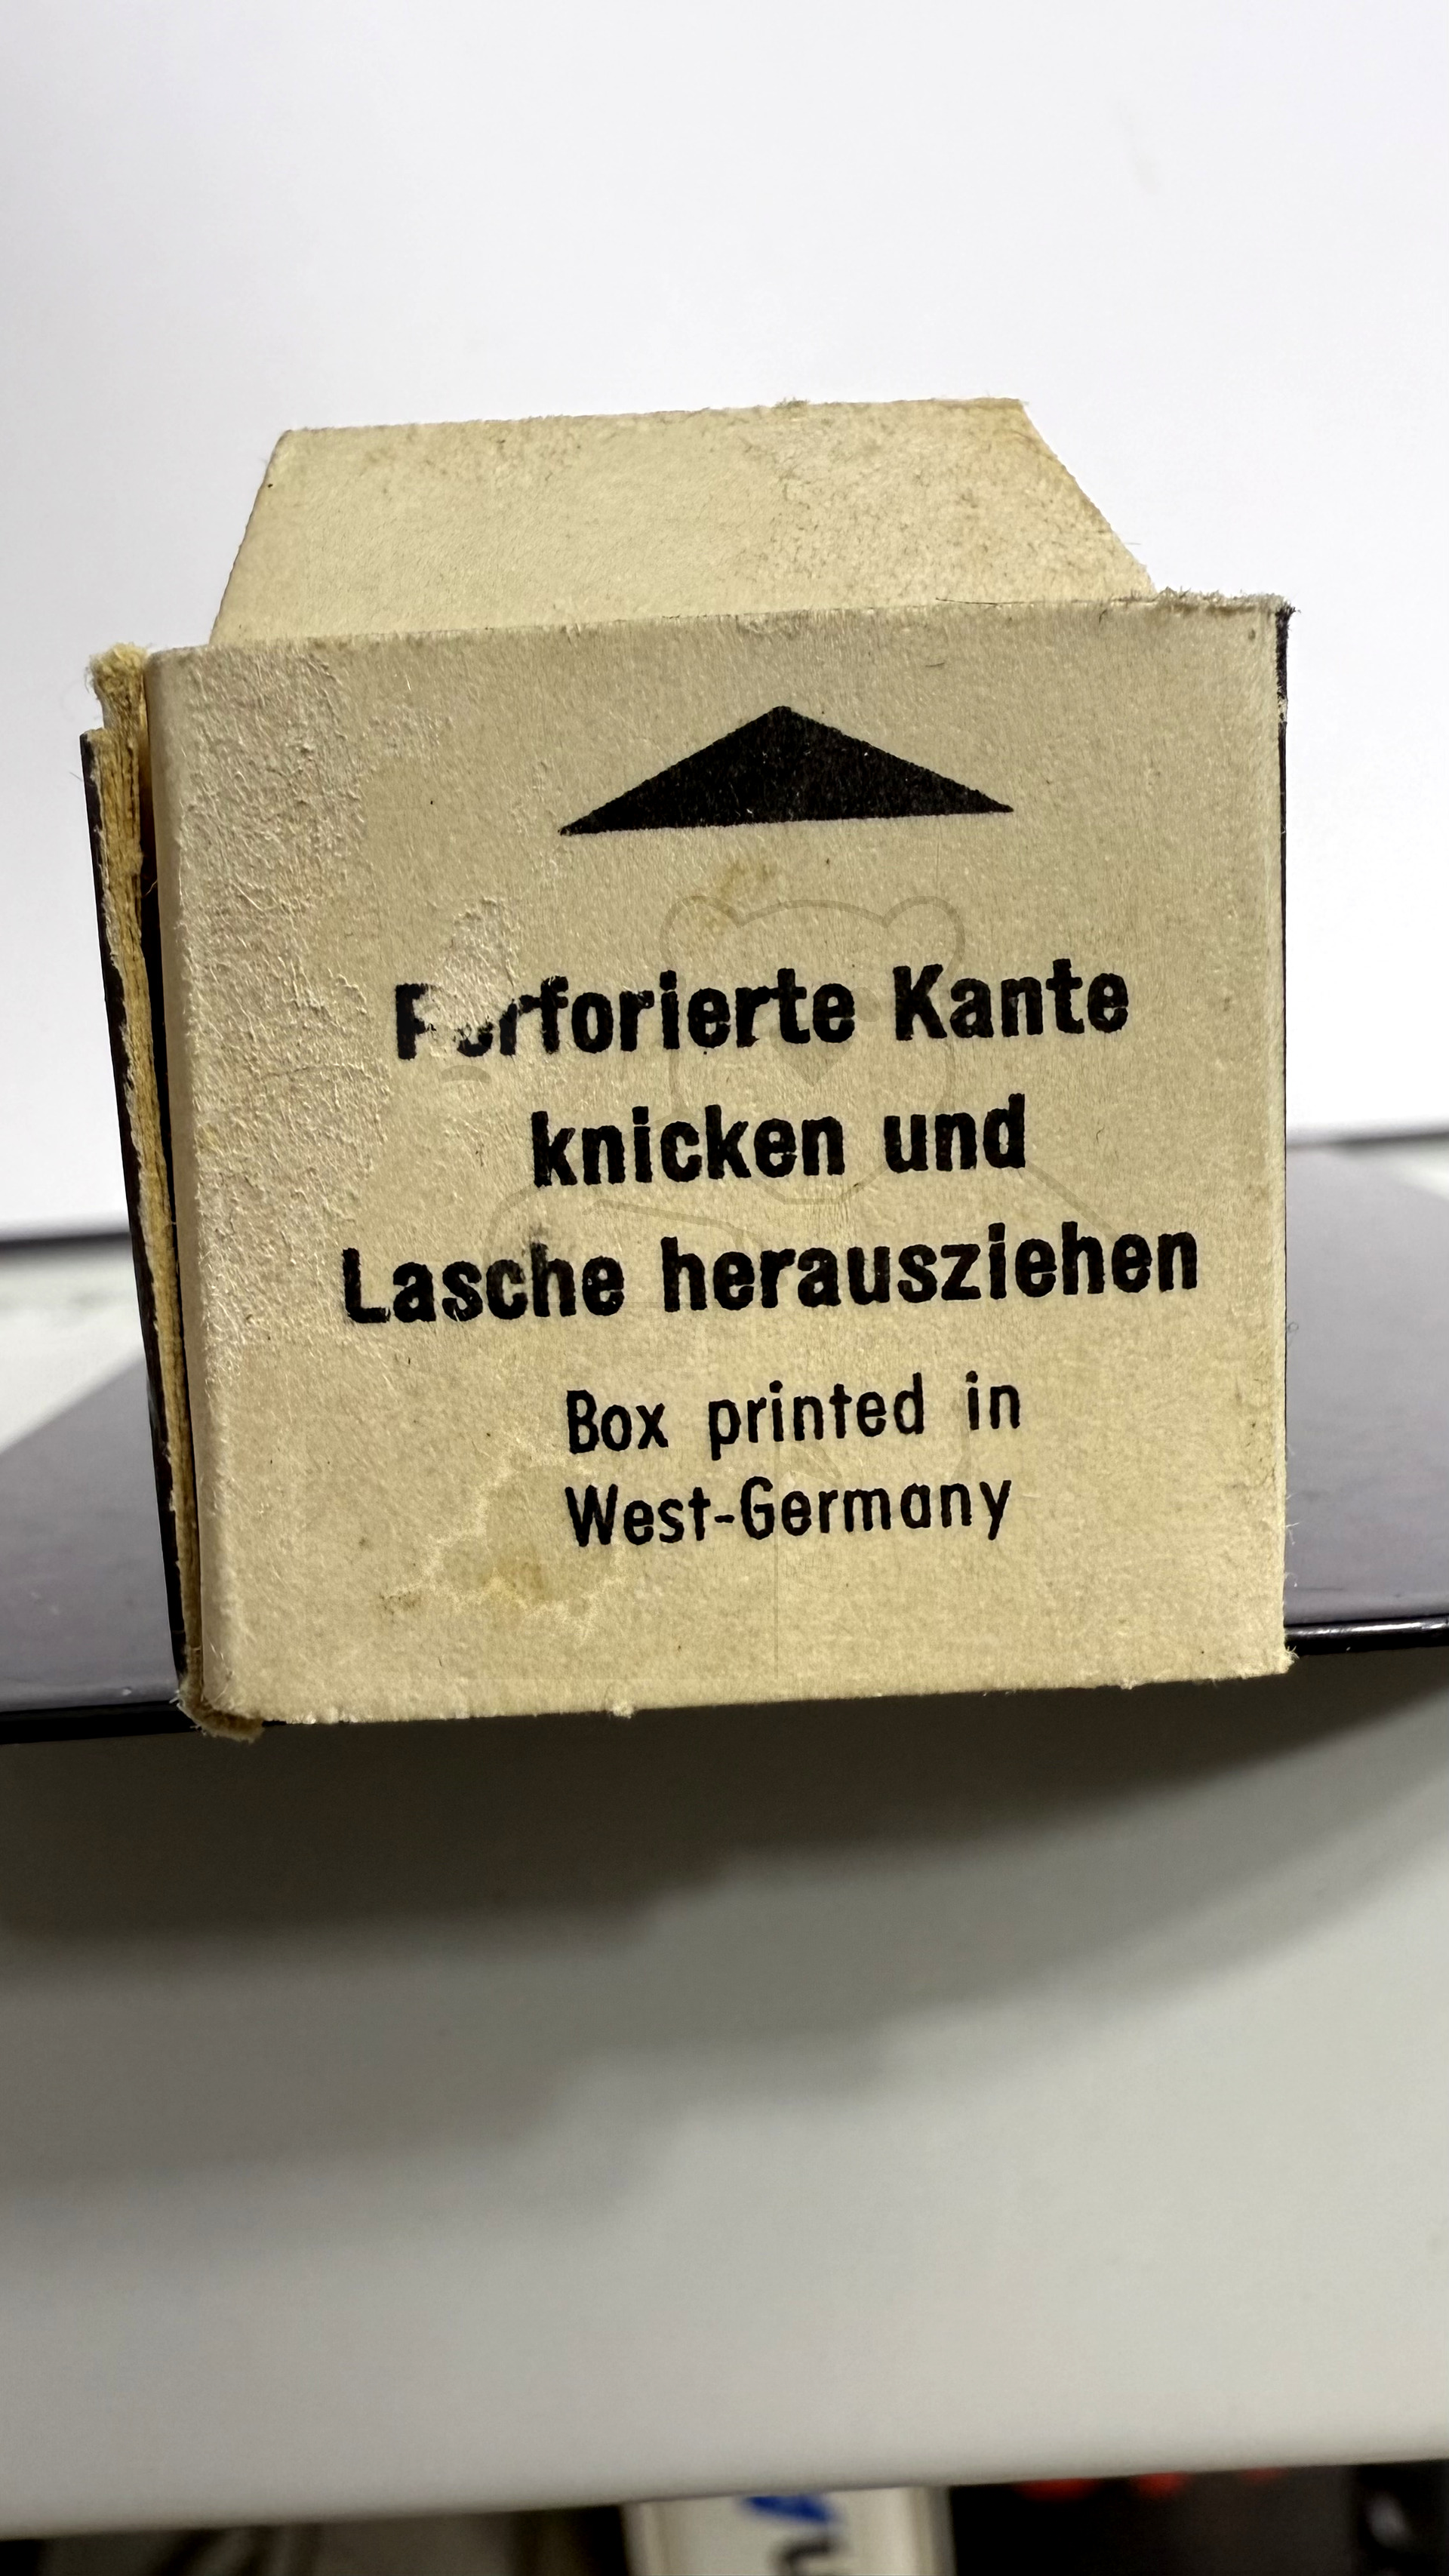 Perforierte Kante
knicken und
Lasche herausziehen
Box printed in
West-Germany